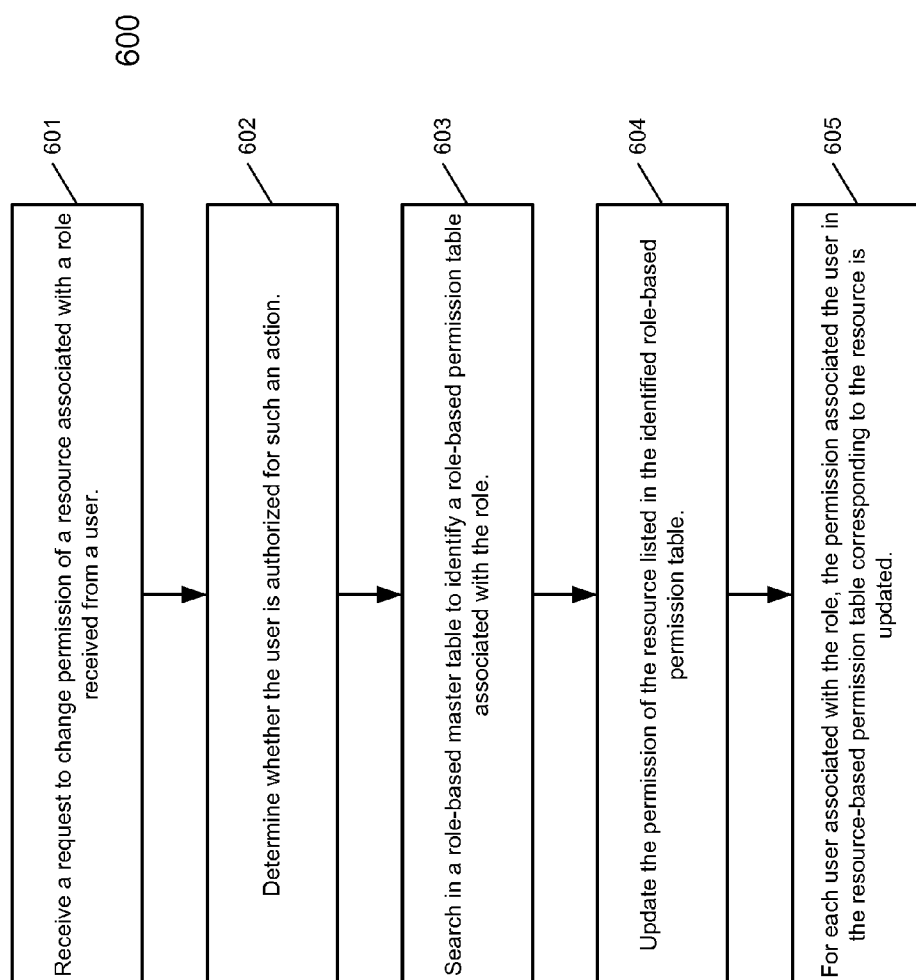 600
601
Receive a request to change permission of a resource associated with a role
received from a user.
602
Determine whether the user is authorized for such an action.
603
Search in a role-based master table to identify a role-based permission table
associated with the role.
604
Update the permission of the resource listed in the identified role-based
permission table.
605
For each user associated with the role, the permission associated the user in
the resource-based permission table corresponding to the resource is
updated.